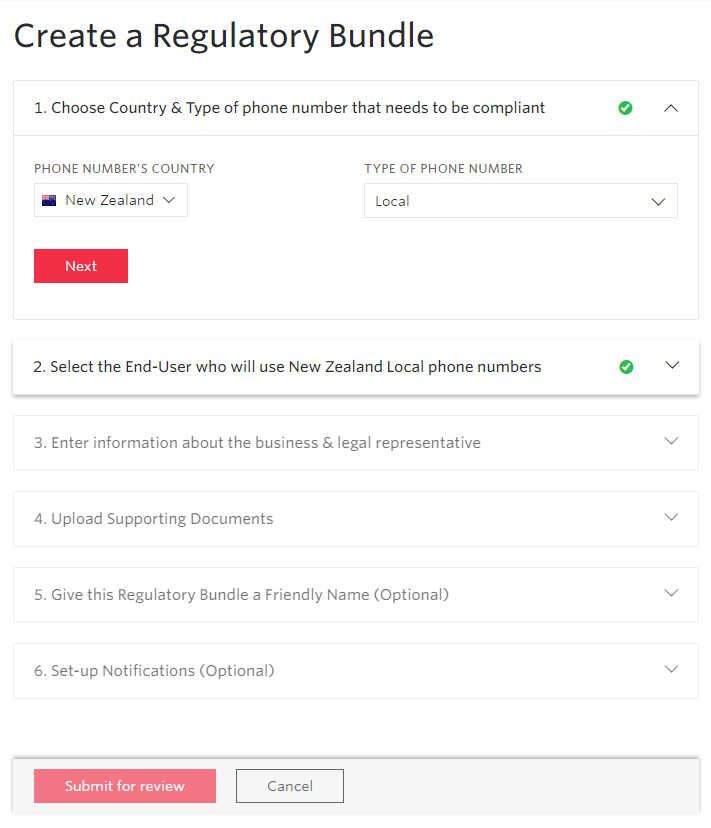 Create a Regulatory Bundle
1. Choose Country & Type of phone number that needs to be compliant
PHONE NUMBER'S COUNTRY
TYPE OF PHONE NUMBER
New Zealand
Local
Next
2. Select the End-User who will use New Zealand Local phone numbers
3. Enter information about the business & legal representative
4. Upload Supporting Documents
5. Give this Regulatory Bundle a Friendly Name (Optional)
6. Set-up Notifications (Optional)
Submit for review
Cancel